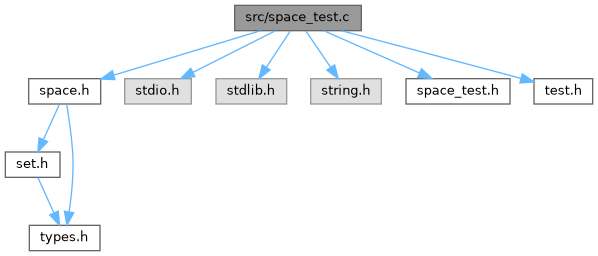 src/space_test.c
space.h
stdio.h
stdlib.h
string.h
space_test.h
test.h
set.h
types.h